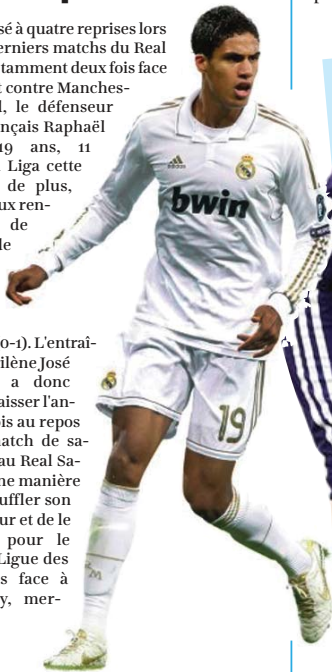 sé à quatre reprises lors
erniers matchs du Real
tamment deux fois face
t contre Manches-
l, le défenseur
nçais Raphaël
19 ans, 11
Liga cette
de plus,
ux ren-
de
le
0-1). L'entraî-
ilène José
a donc
aisser l'an-
ois au repos
match de sa-
au Real Sa-
ne manière
uffler son
ur et de le
pour le
Ligue des
s face à
y, mer-
adidas
bwin
19